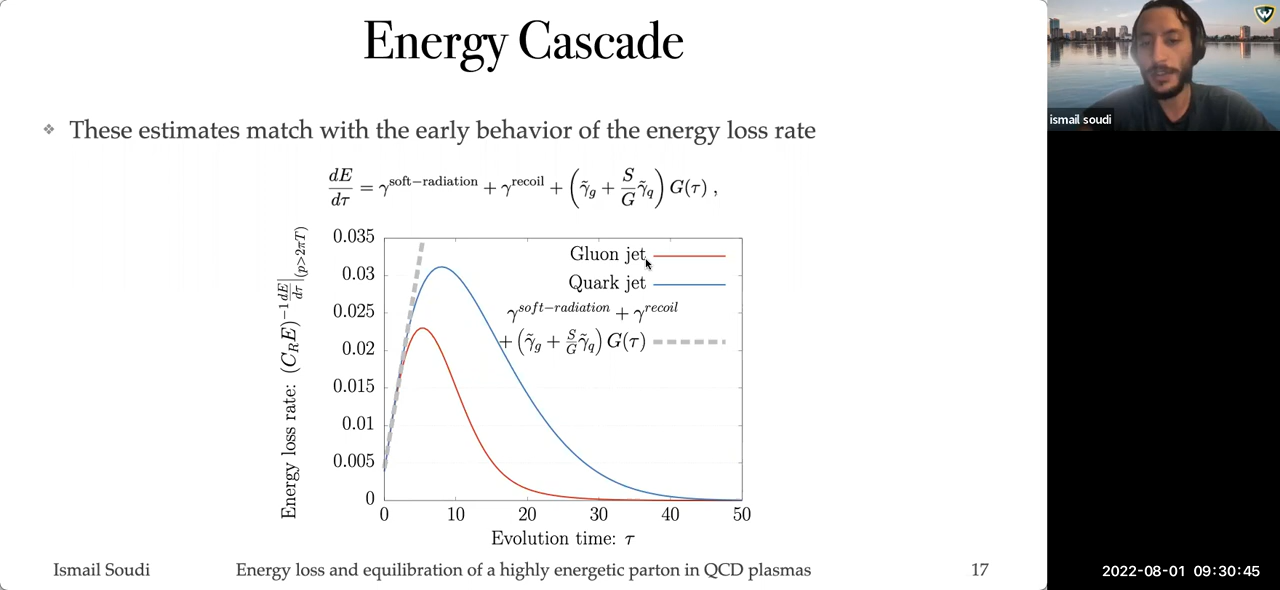 Energy Cascade
❖ These estimates match with the early behavior of the energy loss rate
dE/dτ = γ^{soft−radiation} + γ^{recoil} + (γ̃_g + S/G γ̃_q) G(τ) ,
Energy loss rate: (C_R E)^{−1} dE/dτ|_{(p>2πT)}
0.035
0.03
0.025
0.02
0.015
0.01
0.005
0
Gluon jet
Quark jet
γ^{soft−radiation} + γ^{recoil}
+ (γ̃_g + S/G γ̃_q) G(τ)
0 10 20 30 40 50
Evolution time: τ
Ismail Soudi Energy loss and equilibration of a highly energetic parton in QCD plasmas 17
ismail soudi
W
2022-08-01 09:30:45